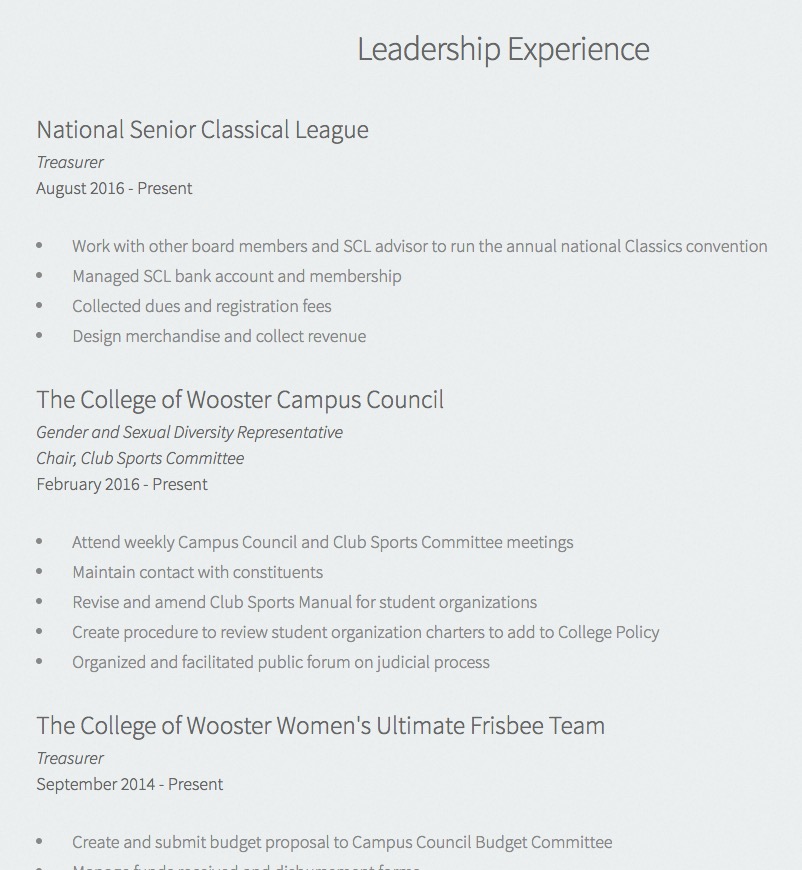 Leadership Experience
National Senior Classical League
Treasurer
August 2016 - Present
• Work with other board members and SCL advisor to run the annual national Classics convention
• Managed SCL bank account and membership
• Collected dues and registration fees
• Design merchandise and collect revenue
The College of Wooster Campus Council
Gender and Sexual Diversity Representative
Chair, Club Sports Committee
February 2016 - Present
• Attend weekly Campus Council and Club Sports Committee meetings
• Maintain contact with constituents
• Revise and amend Club Sports Manual for student organizations
• Create procedure to review student organization charters to add to College Policy
• Organized and facilitated public forum on judicial process
The College of Wooster Women's Ultimate Frisbee Team
Treasurer
September 2014 - Present
• Create and submit budget proposal to Campus Council Budget Committee
• Manage funds received and disbursement forms